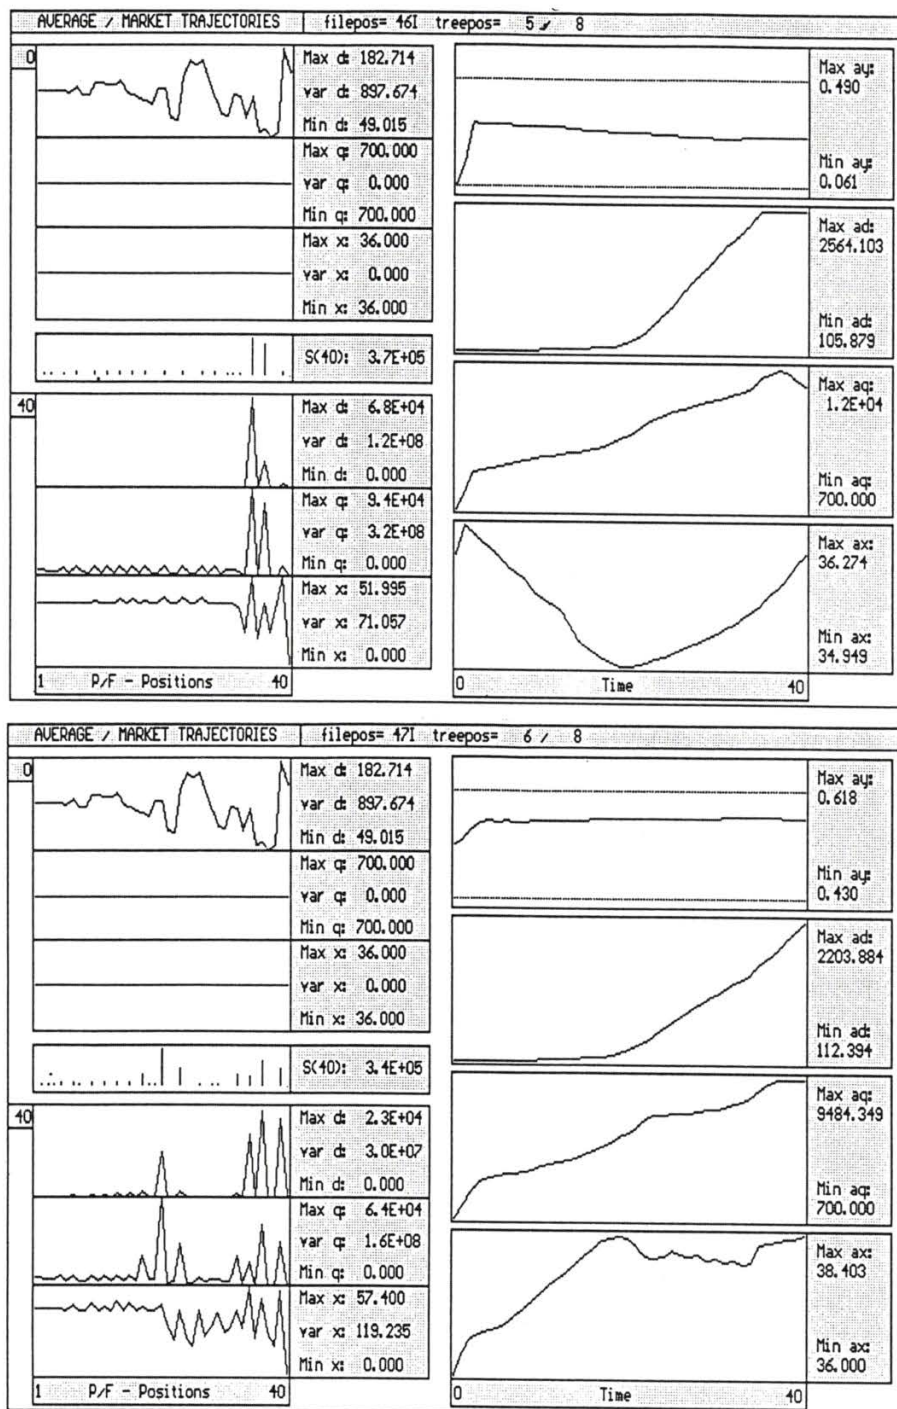 AVERAGE / MARKET TRAJECTORIES filepos= 46I treepos= 5 / 8
0
Max d: 182.714
var d: 897.674
Min d: 49.015
Max q: 700.000
var q: 0.000
Min q: 700.000
Max x: 36.000
var x: 0.000
Min x: 36.000
S(40): 3.7E+05
40
Max d: 6.8E+04
var d: 1.2E+08
Min d: 0.000
Max q: 9.4E+04
var q: 3.2E+08
Min q: 0.000
Max x: 51.995
var x: 71.057
Min x: 0.000
1 P/F - Positions 40
Max ay:
0.490
Min ay:
0.061
Max ad:
2564.103
Min ad:
105.879
Max aq:
1.2E+04
Min aq:
700.000
Max ax:
36.274
Min ax:
34.949
0 Time 40
AVERAGE / MARKET TRAJECTORIES filepos= 47I treepos= 6 / 8
0
Max d: 182.714
var d: 897.674
Min d: 49.015
Max q: 700.000
var q: 0.000
Min q: 700.000
Max x: 36.000
var x: 0.000
Min x: 36.000
S(40): 3.4E+05
40
Max d: 2.3E+04
var d: 3.0E+07
Min d: 0.000
Max q: 6.4E+04
var q: 1.6E+08
Min q: 0.000
Max x: 57.400
var x: 119.235
Min x: 0.000
1 P/F - Positions 40
Max ay:
0.618
Min ay:
0.430
Max ad:
2203.884
Min ad:
112.394
Max aq:
9484.349
Min aq:
700.000
Max ax:
38.403
Min ax:
36.000
0 Time 40